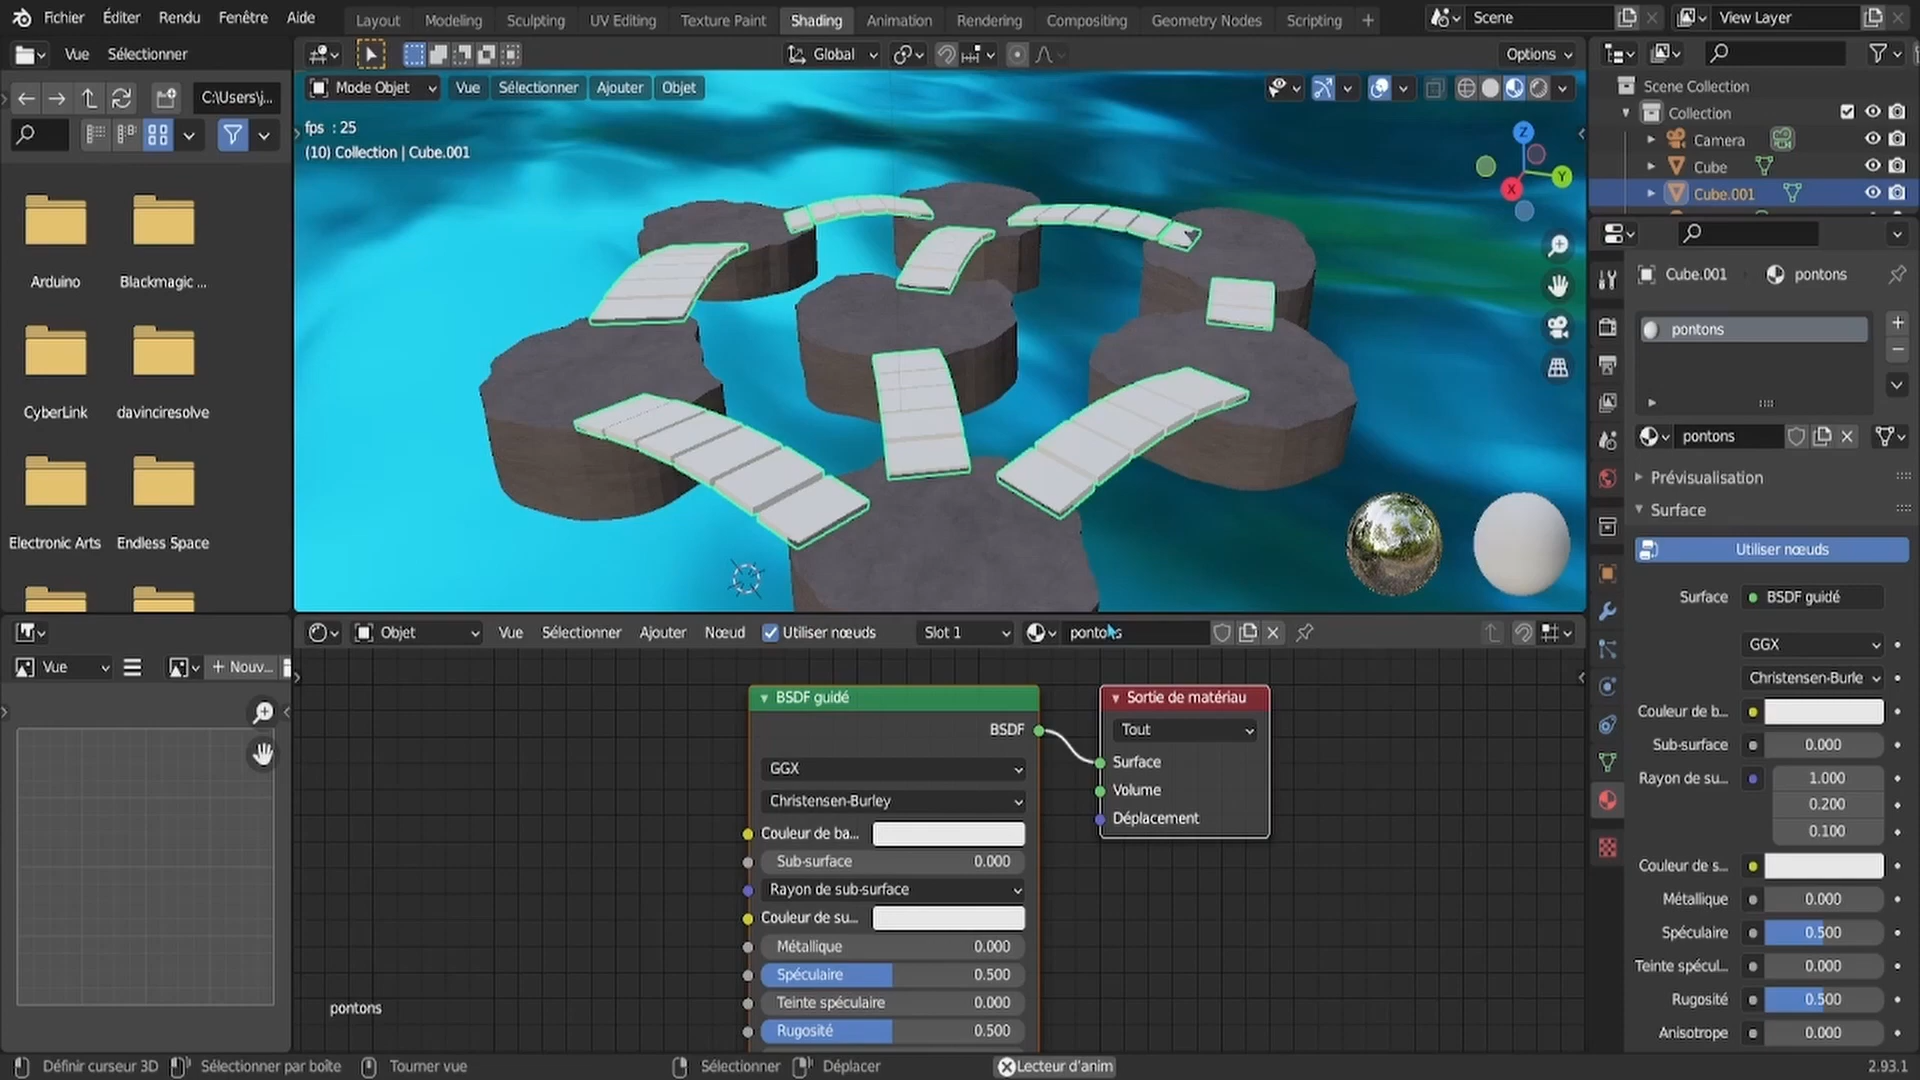 Fichier Éditer Rendu Fenêtre Aide
Layout Modeling Sculpting UV Editing Texture Paint Shading Animation Rendering Compositing Geometry Nodes Scripting +
Scene
View Layer
Vue Sélectionner
Global
Options
C:\Users\j...
Mode Objet Vue Sélectionner Ajouter Objet
fps : 25
(10) Collection | Cube.001
Z
Y
X
Scene Collection
Collection
Camera
Cube
Cube.001
Arduino Blackmagic ...
CyberLink davinciresolve
Electronic Arts Endless Space
Cube.001 pontons
pontons
pontons
Prévisualisation
Surface
Utiliser nœuds
Surface BSDF guidé
GGX
Christensen-Burle
Couleur de b...
Sub-surface 0.000
Rayon de su... 1.000
0.200
0.100
Couleur de s...
Métallique 0.000
Spéculaire 0.500
Teinte spécul... 0.000
Rugosité 0.500
Anisotrope 0.000
Vue
+ Nouv...
Objet Vue Sélectionner Ajouter Nœud Utiliser nœuds Slot 1 pontons
BSDF guidé
BSDF
GGX
Christensen-Burley
Couleur de ba...
Sub-surface 0.000
Rayon de sub-surface
Couleur de su...
Métallique 0.000
Spéculaire 0.500
Teinte spéculaire 0.000
Rugosité 0.500
Sortie de matériau
Tout
Surface
Volume
Déplacement
pontons
Définir curseur 3D Sélectionner par boîte Tourner vue Sélectionner Déplacer Lecteur d'anim 2.93.1